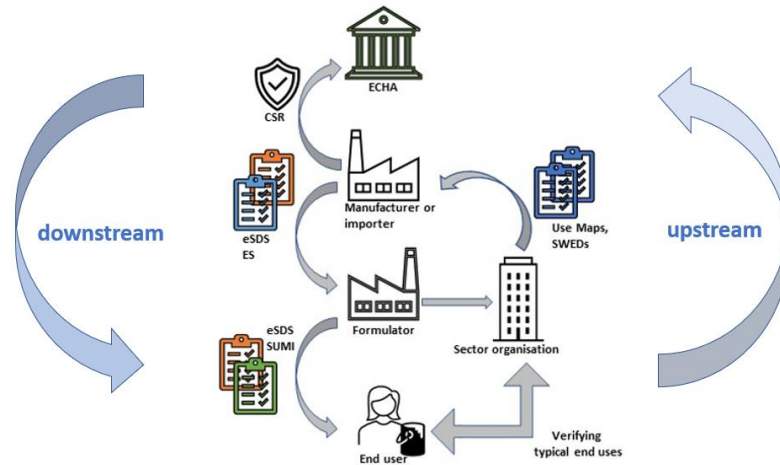 ECHA
CSR
Manufacturer or
importer
eSDS
ES
Use Maps,
SWEDs
downstream
upstream
Formulator
Sector organisation
eSDS
SUMI
End user
Verifying
typical end uses